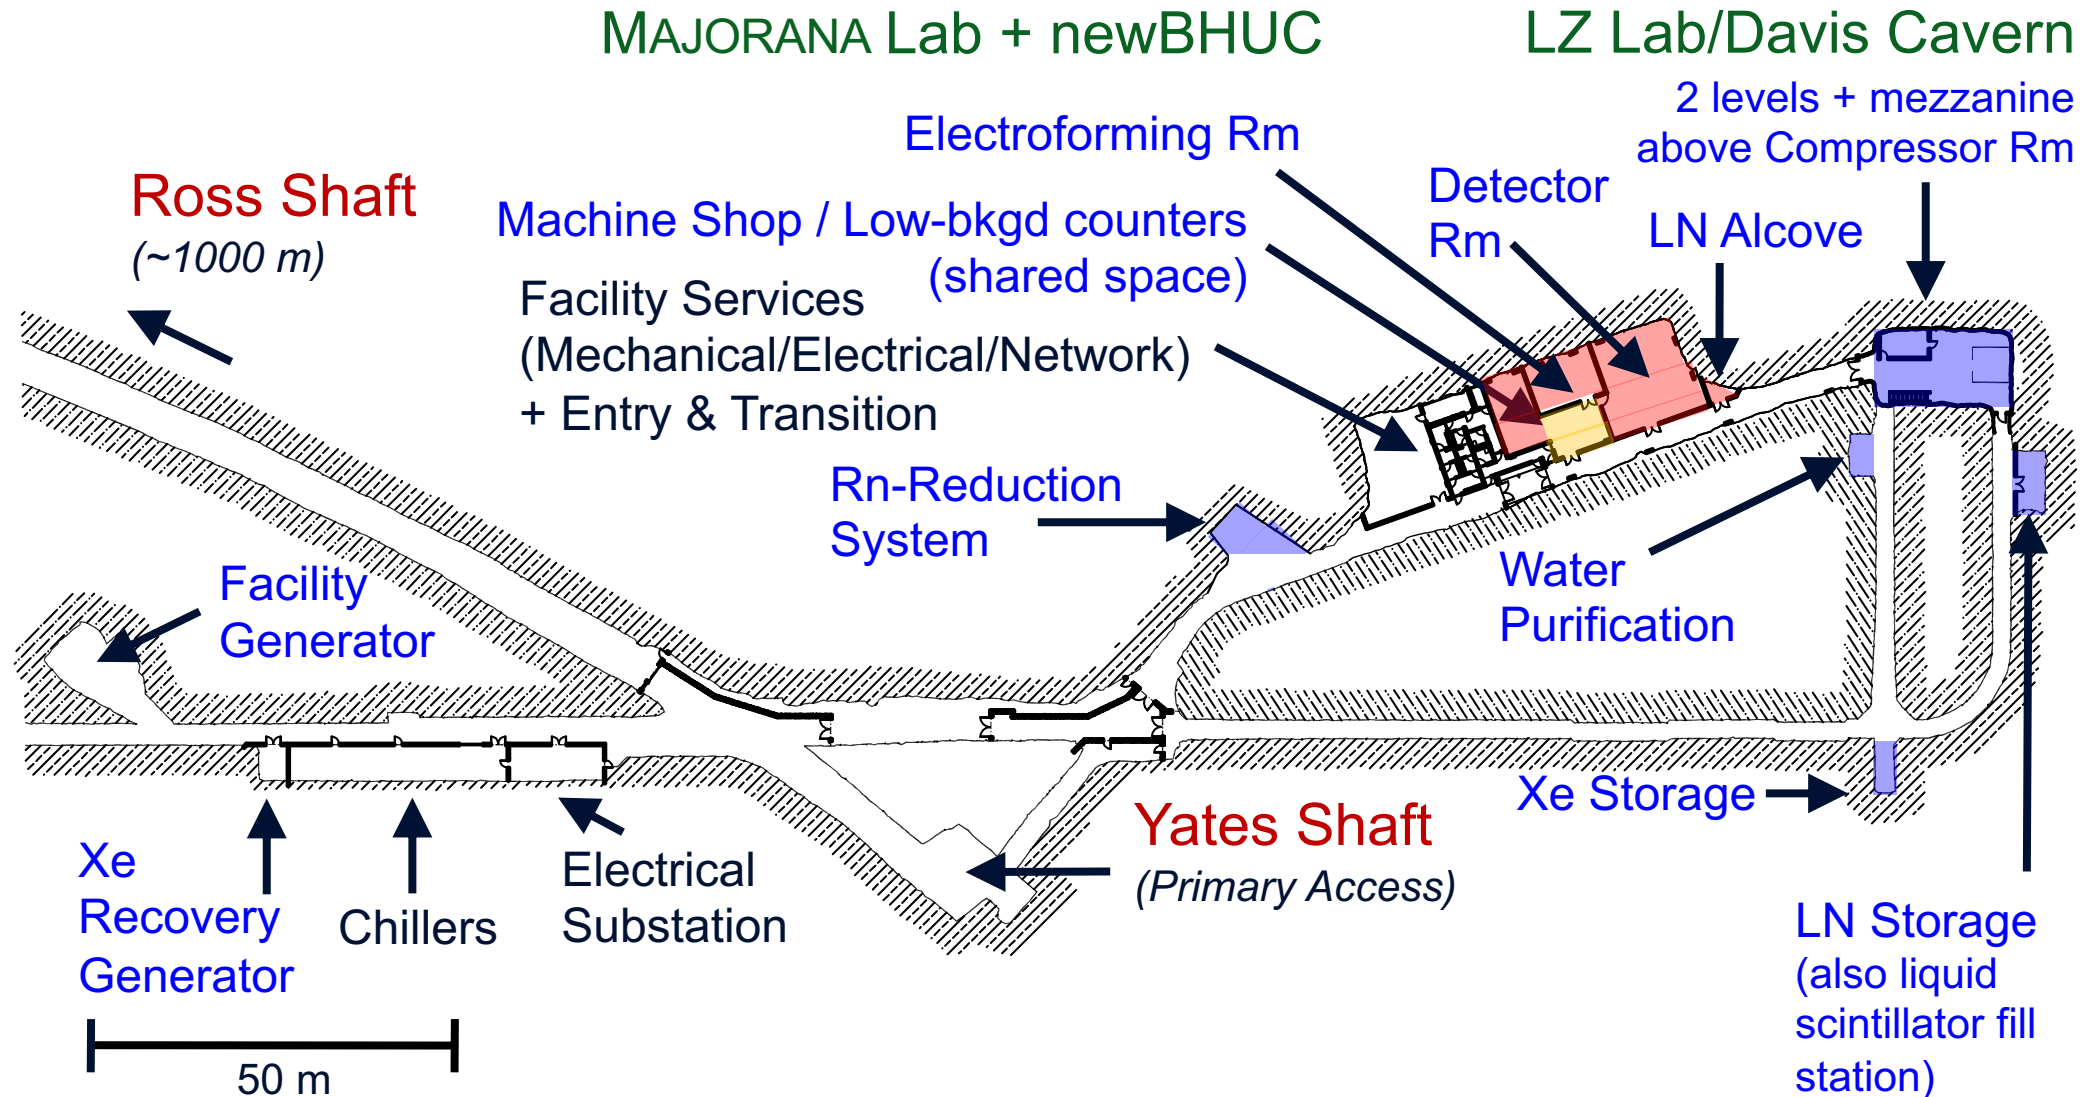 MAJORANA Lab + newBHUC
LZ Lab/Davis Cavern
2 levels + mezzanine
above Compressor Rm
Electroforming Rm
Detector
Rm
LN Alcove
Ross Shaft
(~1000 m)
Machine Shop / Low-bkgd counters
(shared space)
Facility Services
(Mechanical/Electrical/Network)
+ Entry & Transition
Rn-Reduction
System
Water
Purification
Facility
Generator
Xe Storage
Yates Shaft
(Primary Access)
Xe
Recovery
Generator
Chillers
Electrical
Substation
LN Storage
(also liquid
scintillator fill
station)
50 m